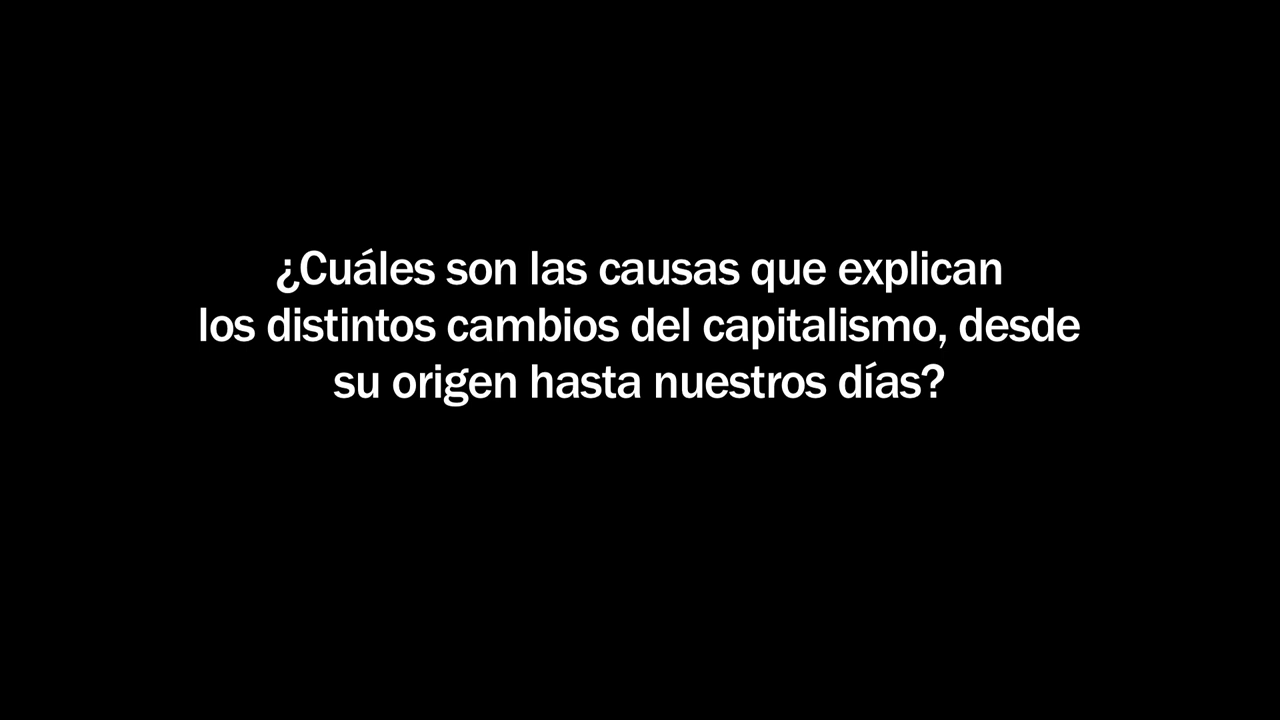 ¿Cuáles son las causas que explican
los distintos cambios del capitalismo, desde
su origen hasta nuestros días?